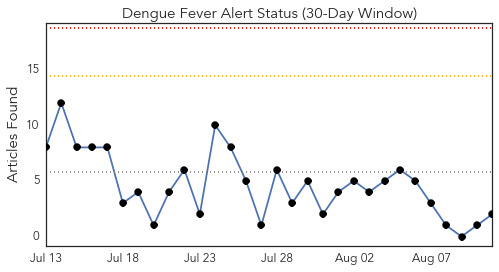 Dengue Fever Alert Status (30-Day Window)
Articles Found
15
10
5
0
Jul 13 Jul 18 Jul 23 Jul 28 Aug 02 Aug 07